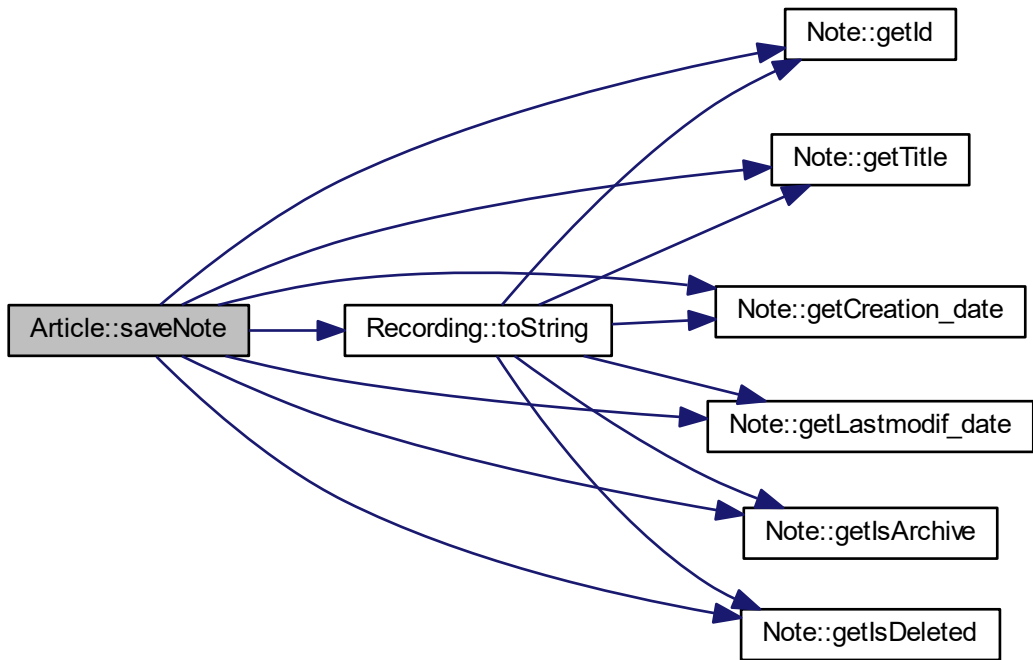 Note::getId
Note::getTitle
Note::getCreation_date
Article::saveNote
Recording::toString
Note::getLastmodif_date
Note::getIsArchive
Note::getIsDeleted